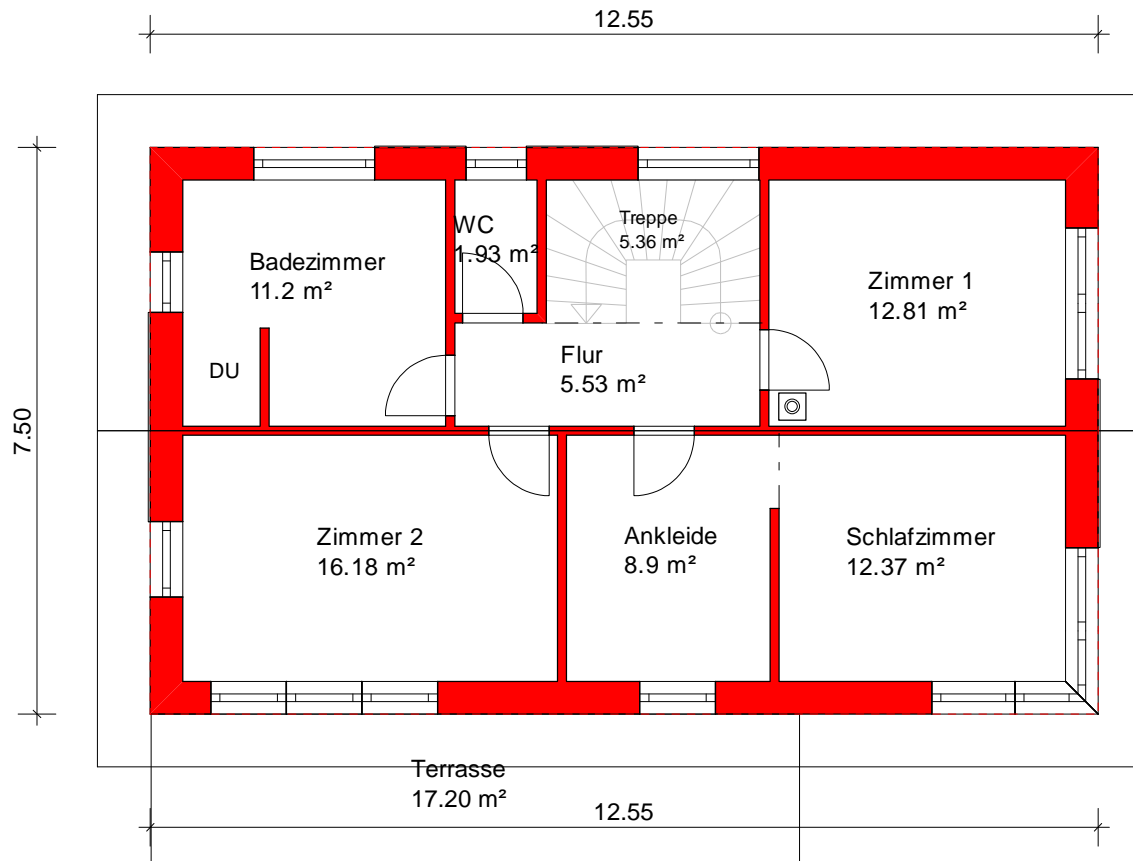 12.55
7.50
WC
1.93 m²
Treppe
5.36 m²
Badezimmer
11.2 m²
Zimmer 1
12.81 m²
DU
Flur
5.53 m²
Zimmer 2
16.18 m²
Ankleide
8.9 m²
Schlafzimmer
12.37 m²
Terrasse
17.20 m²
12.55